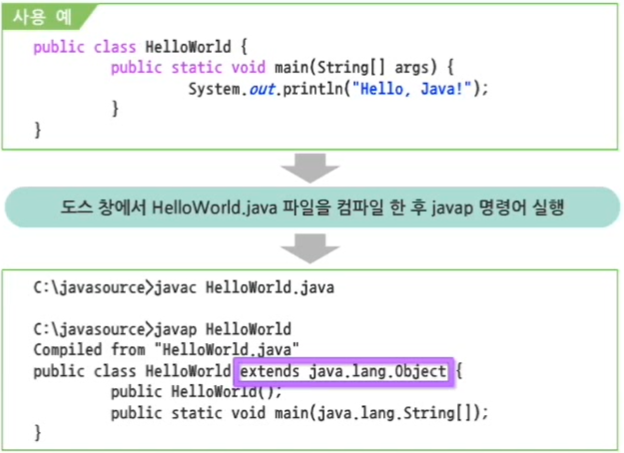 사용 예
public class HelloWorld {
public static void main(String[] args) {
System.out.println("Hello, Java!");
}
}
도스 창에서 HelloWorld.java 파일을 컴파일 한 후 javap 명령어 실행
C:\javasource>javac HelloWorld.java
C:\javasource>javap HelloWorld
Compiled from "HelloWorld.java"
public class HelloWorld extends java.lang.Object {
public HelloWorld();
public static void main(java.lang.String[]);
}